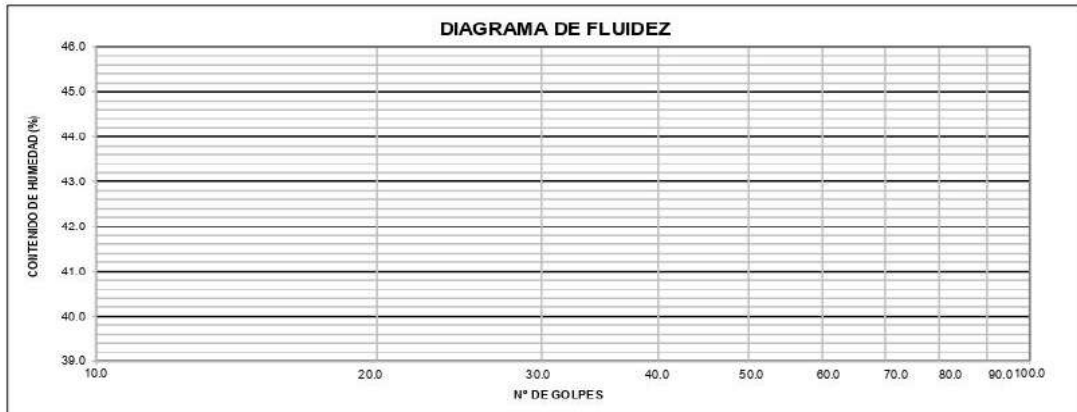 DIAGRAMA DE FLUIDEZ
CONTENIDO DE HUMEDAD (%)
46.0
45.0
44.0
43.0
42.0
41.0
40.0
39.0
10.0 20.0 30.0 40.0 50.0 60.0 70.0 80.0 90.0 100.0
N° DE GOLPES